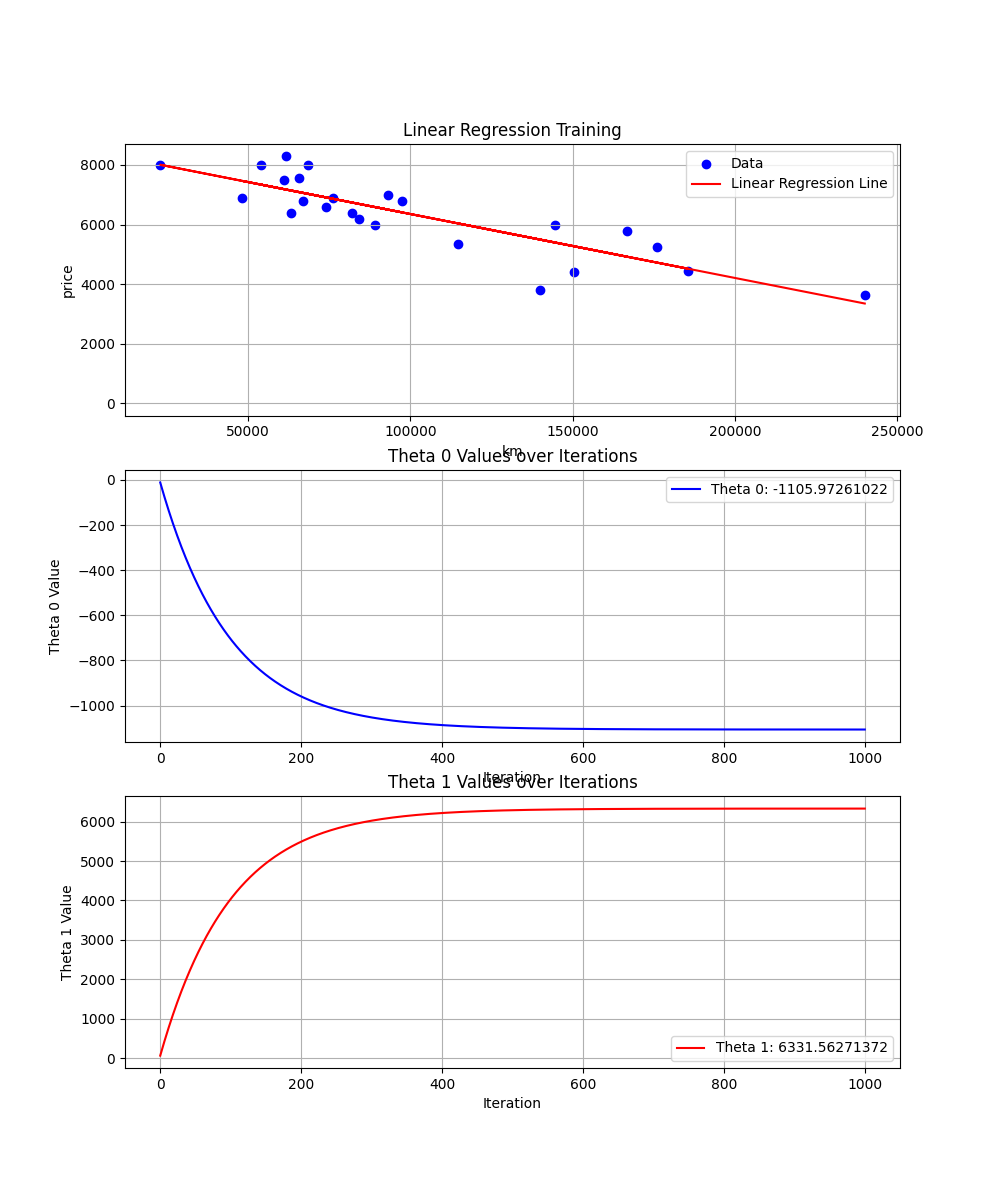 Linear Regression Training
8000
6000
4000
2000
0
price
Data
Linear Regression Line
50000
100000
150000
200000
250000
km
Theta 0 Values over Iterations
0
−200
−400
−600
−800
−1000
Theta 0 Value
Theta 0: -1105.97261022
0
200
400
600
800
1000
Iteration
Theta 1 Values over Iterations
6000
5000
4000
3000
2000
1000
0
Theta 1 Value
Theta 1: 6331.56271372
0
200
400
600
800
1000
Iteration